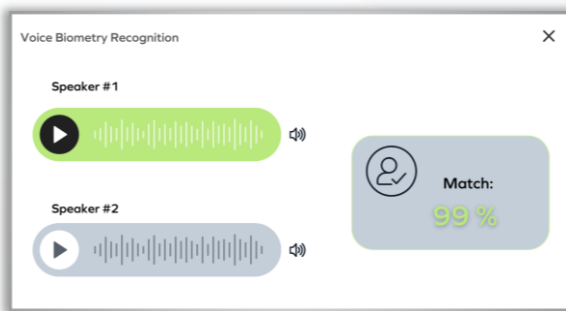 Voice Biometry Recognition
Speaker #1
Speaker #2
Match:
99 %